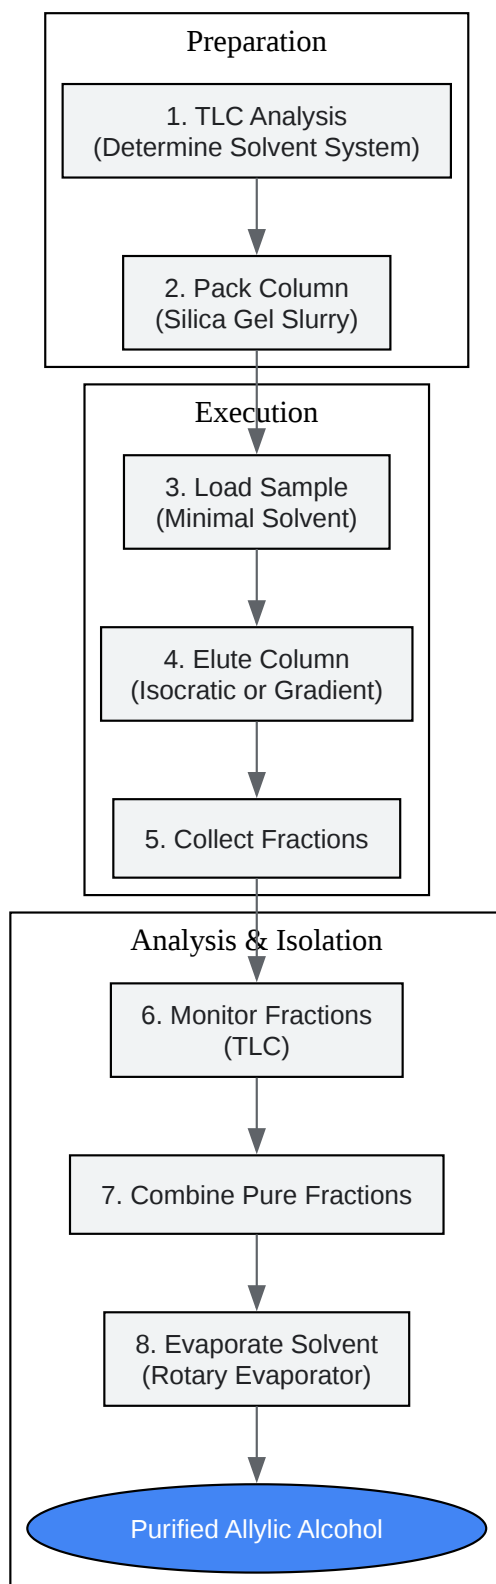 Preparation
1. TLC Analysis
(Determine Solvent System)
2. Pack Column
(Silica Gel Slurry)
Execution
3. Load Sample
(Minimal Solvent)
4. Elute Column
(Isocratic or Gradient)
5. Collect Fractions
Analysis & Isolation
6. Monitor Fractions
(TLC)
7. Combine Pure Fractions
8. Evaporate Solvent
(Rotary Evaporator)
Purified Allylic Alcohol